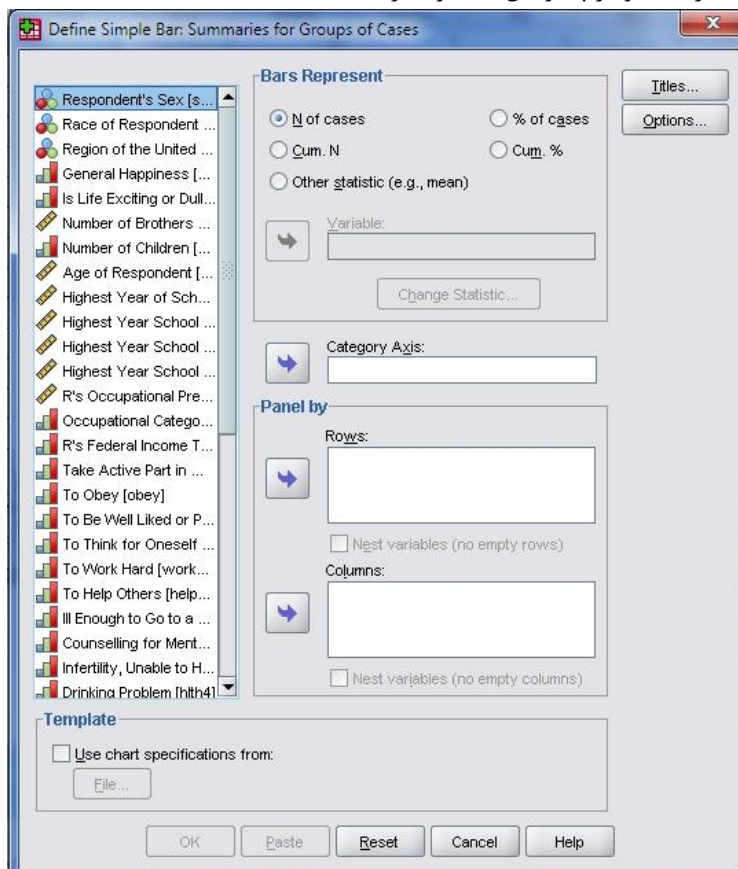 Define Simple Bar: Summaries for Groups of Cases
Respondent's Sex [s...
Race of Respondent ...
Region of the United ...
General Happiness [...
Is Life Exciting or Dull...
Number of Brothers ...
Number of Children [...
Age of Respondent [...
Highest Year of Sch...
Highest Year School ...
Highest Year School ...
Highest Year School ...
R's Occupational Pre...
Occupational Catego...
R's Federal Income T...
Take Active Part in ...
To Obey [obey]
To Be Well Liked or P...
To Think for Oneself ...
To Work Hard [work...
To Help Others [help...
Ill Enough to Go to a ...
Counselling for Ment...
Infertility, Unable to H...
Drinking Problem [hlth4]
Bars Represent
N of cases
% of cases
Cum. N
Cum. %
Other statistic (e.g., mean)
Variable:
Change Statistic...
Category Axis:
Panel by
Rows:
Nest variables (no empty rows)
Columns:
Nest variables (no empty columns)
Titles...
Options...
Template
Use chart specifications from:
File...
OK
Paste
Reset
Cancel
Help